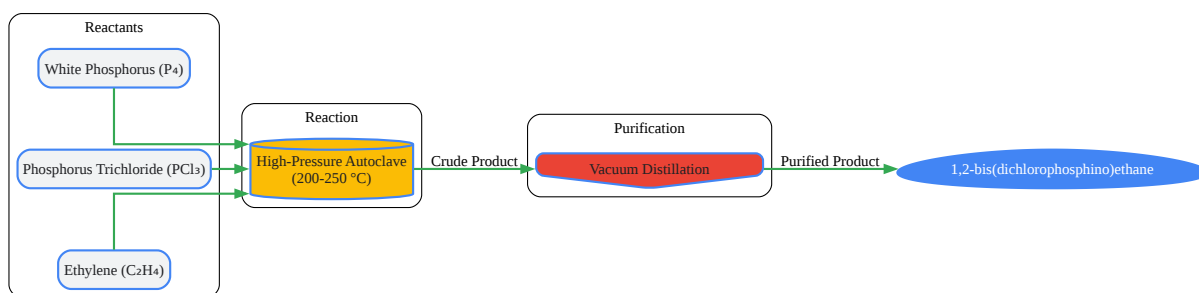 Reactants
White Phosphorus (P₄)
Phosphorus Trichloride (PCl₃)
Ethylene (C₂H₄)
Reaction
High-Pressure Autoclave
(200-250 °C)
Crude Product
Purification
Vacuum Distillation
Purified Product
1,2-bis(dichlorophosphino)ethane